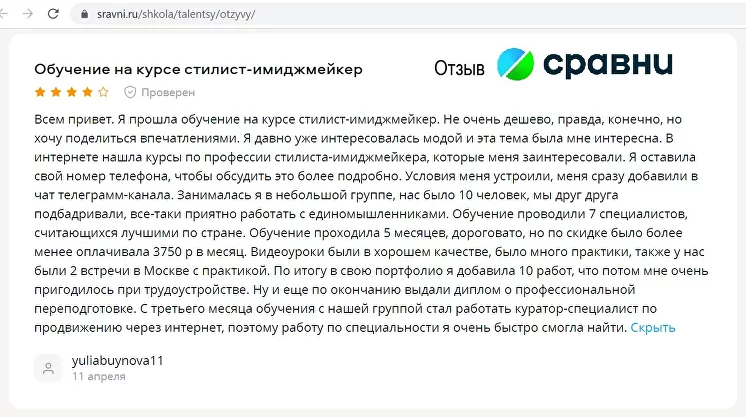 sravni.ru/shkola/talentsy/otzyvy/
Обучение на курсе стилист-имиджмейкер
Отзыв сравни
Проверен
Всем привет. Я прошла обучение на курсе стилист-имиджмейкер. Не очень дешево, правда, конечно, но
хочу поделиться впечатлениями. Я давно уже интересовалась модой и эта тема была мне интересна. В
интернете нашла курсы по профессии стилиста-имиджмейкера, которые меня заинтересовали. Я оставила
свой номер телефона, чтобы обсудить это более подробно. Условия меня устроили, меня сразу добавили в
чат телеграмм-канала. Занималась я в небольшой группе, нас было 10 человек, мы друг друга
подбадривали, все-таки приятно работать с единомышленниками. Обучение проводили 7 специалистов,
считающихся лучшими по стране. Обучение проходила 5 месяцев, дороговато, но по скидке было более
менее оплачивала 3750 р в месяц. Видеоуроки были в хорошем качестве, было много практики, также у нас
были 2 встречи в Москве с практикой. По итогу в свою портфолио я добавила 10 работ, что потом мне очень
пригодилось при трудоустройстве. Ну и еще по окончанию выдали диплом о профессиональной
переподготовке. С третьего месяца обучения с нашей группой стал работать куратор-специалист по
продвижению через интернет, поэтому работу по специальности я очень быстро смогла найти. Скрыть
yuliabuynova11
11 апреля